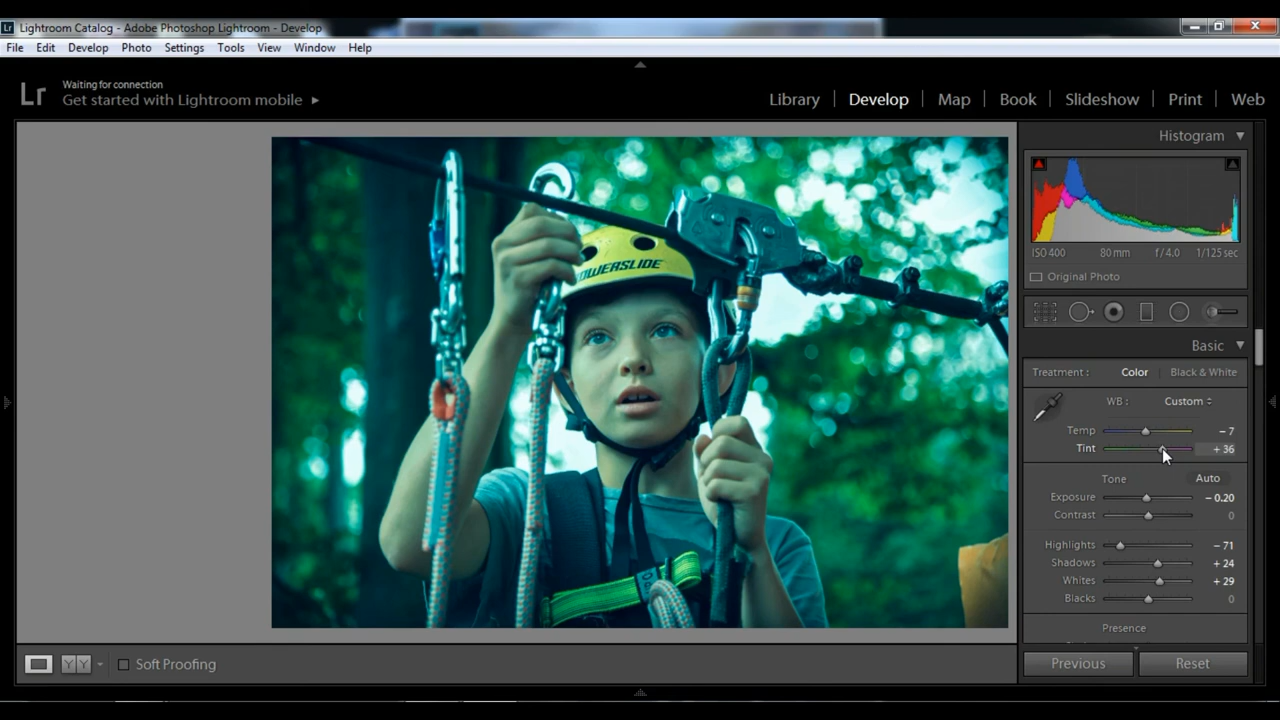 Lr Lightroom Catalog - Adobe Photoshop Lightroom - Develop
File Edit Develop Photo Settings Tools View Window Help
Lr Waiting for connection
Get started with Lightroom mobile ▶
Library | Develop | Map | Book | Slideshow | Print | Web
Histogram
ISO 400 80 mm f / 4.0 1/125 sec
Original Photo
Basic
Treatment : Color | Black & White
WB : Custom
Temp − 7
Tint + 36
Tone Auto
Exposure − 0.20
Contrast 0
Highlights − 71
Shadows + 24
Whites + 29
Blacks 0
Presence
POWERSLIDE
YY Soft Proofing
Previous Reset